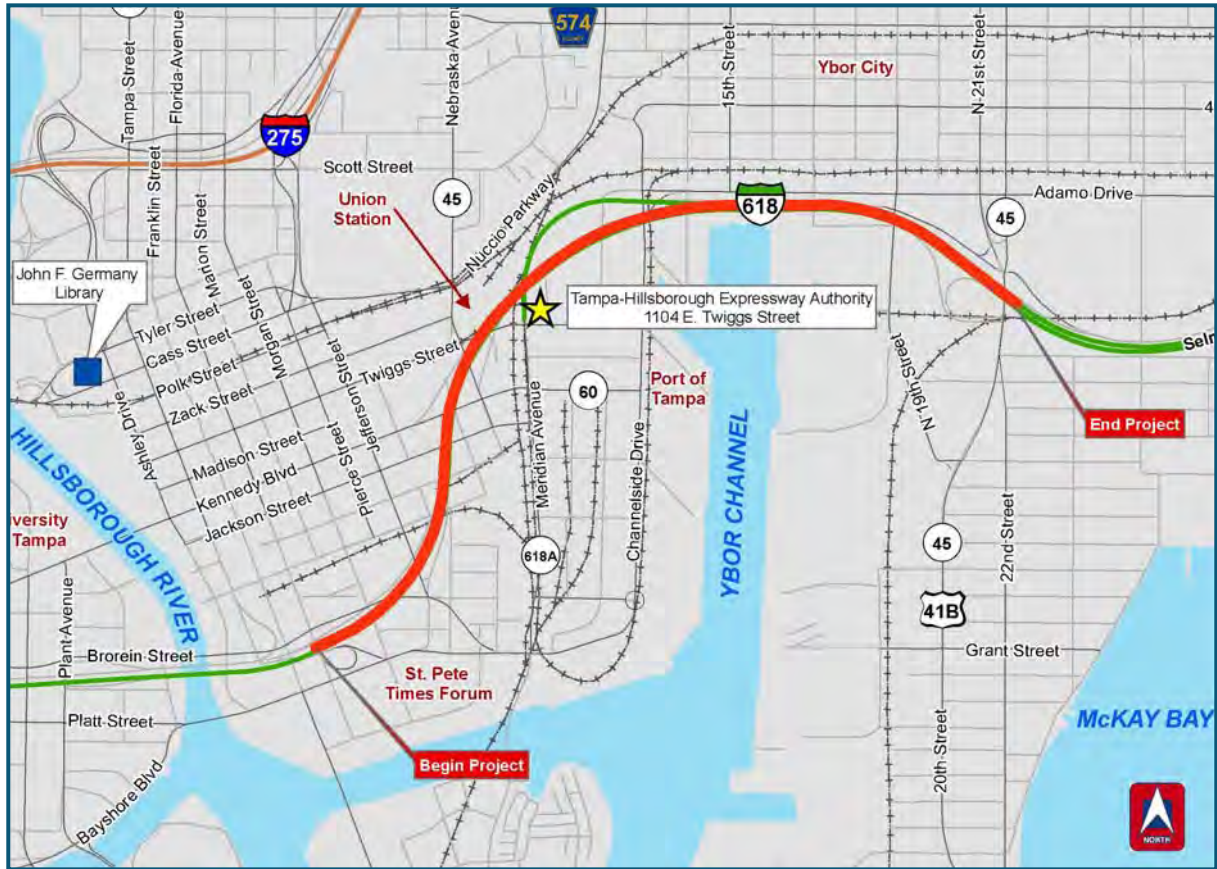 574
COUNTY
Tampa Street
Florida Avenue
Nebraska Avenu
15th Street
Ybor City
N 21st Street
4
275
Scott Street
Union
Station
45
Nuccio Parkway
618
Adamo Drive
45
Franklin Street
Marion Street
Morgan Street
John F. Germany
Library
Tyler Street
Cass Street
Polk Street
Zack Street
Twiggs Street
Jefferson Street
Pierce Street
Ashley Drive
Madison Street
Kennedy Blvd
Jackson Street
Tampa-Hillsborough Expressway Authority
1104 E. Twiggs Street
60
Port of
Tampa
Meridian Avenue
Channelside Drive
YBOR CHANNEL
N 19th Street
Seln
End Project
HILLSBOROUGH RIVER
iversity
Tampa
618A
45
22nd Street
41B
Plant Avenue
Brorein Street
St. Pete
Times Forum
Grant Street
Platt Street
Begin Project
20th Street
McKAY BAY
Bayshore Blvd
NORTH